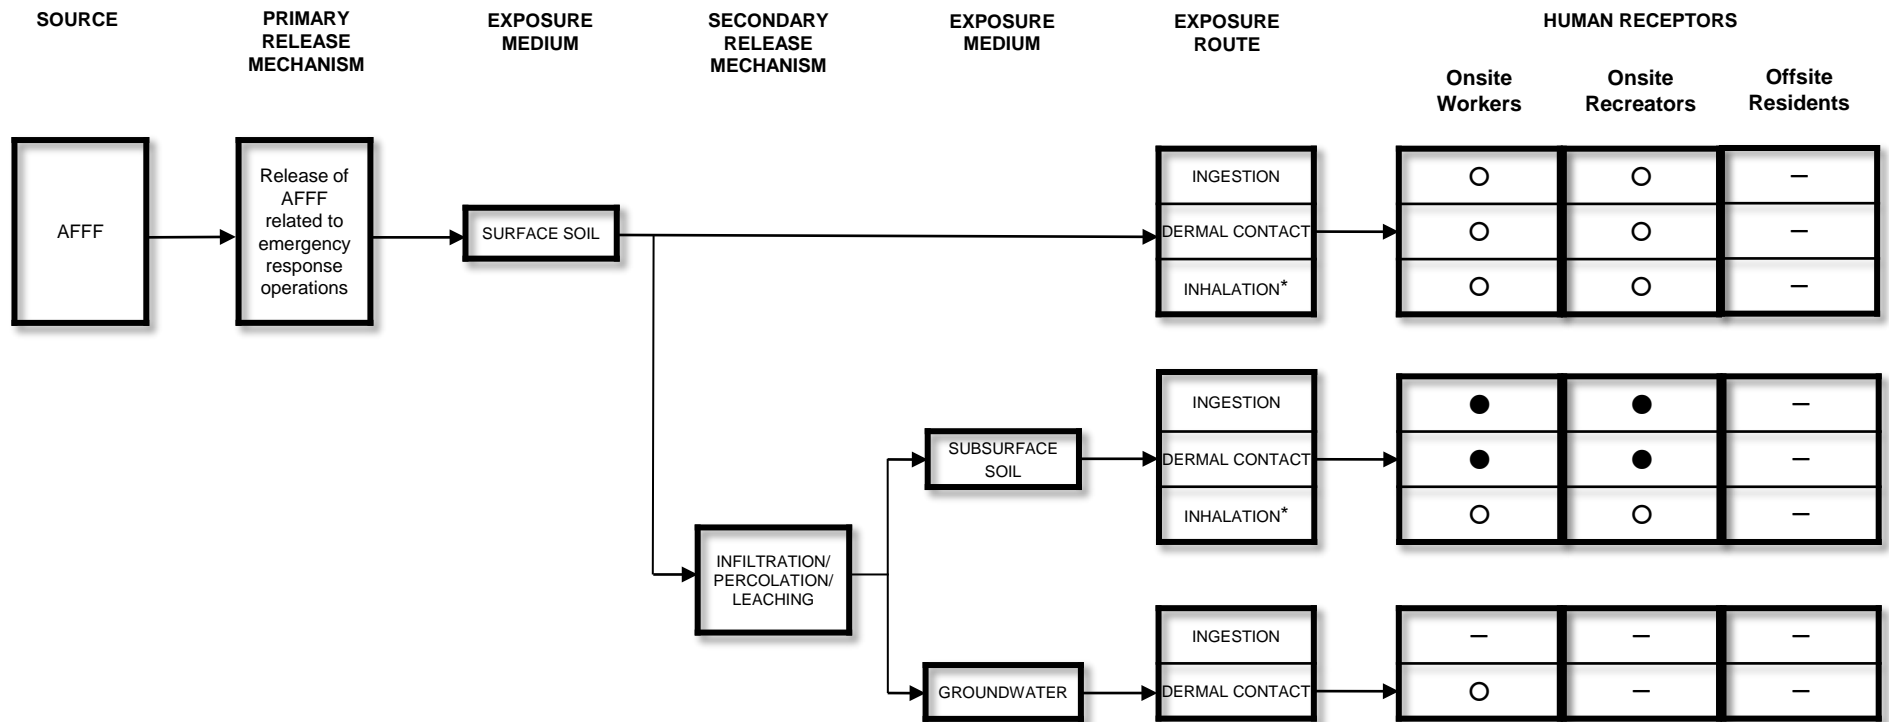 SOURCE
PRIMARY
RELEASE
MECHANISM
EXPOSURE
MEDIUM
SECONDARY
RELEASE
MECHANISM
EXPOSURE
MEDIUM
EXPOSURE
ROUTE
HUMAN RECEPTORS
Onsite
Workers
Onsite
Recreators
Offsite
Residents
AFFF
Release of
AFFF
related to
emergency
response
operations
SURFACE SOIL
INGESTION
–
DERMAL CONTACT
–
INHALATION*
–
SUBSURFACE
SOIL
INGESTION
–
DERMAL CONTACT
–
INHALATION*
–
INFILTRATION/
PERCOLATION/
LEACHING
GROUNDWATER
INGESTION
– – –
DERMAL CONTACT
– –